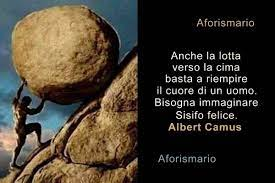 Aforismario
Anche la lotta
verso la cima
basta a riempire
il cuore di un uomo.
Bisogna immaginare
Sisifo felice.
Albert Camus
Aforismario